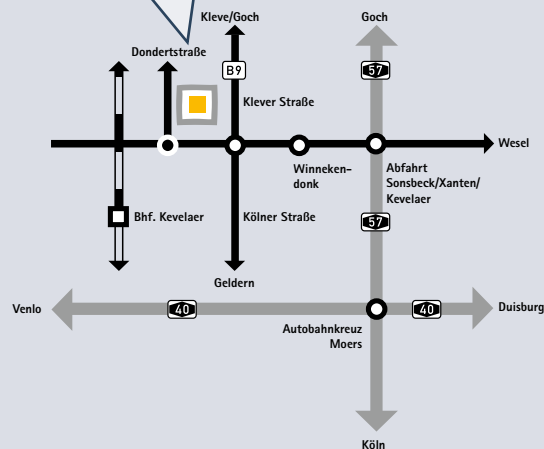 Kleve/Goch
Goch
Dondertstraße
B9
57
Klever Straße
Wesel
Winneken-
donk
Abfahrt
Sonsbeck/Xanten/
Kevelaer
Bhf. Kevelaer
Kölner Straße
57
Geldern
Venlo
40
40
Duisburg
Autobahnkreuz
Moers
Köln